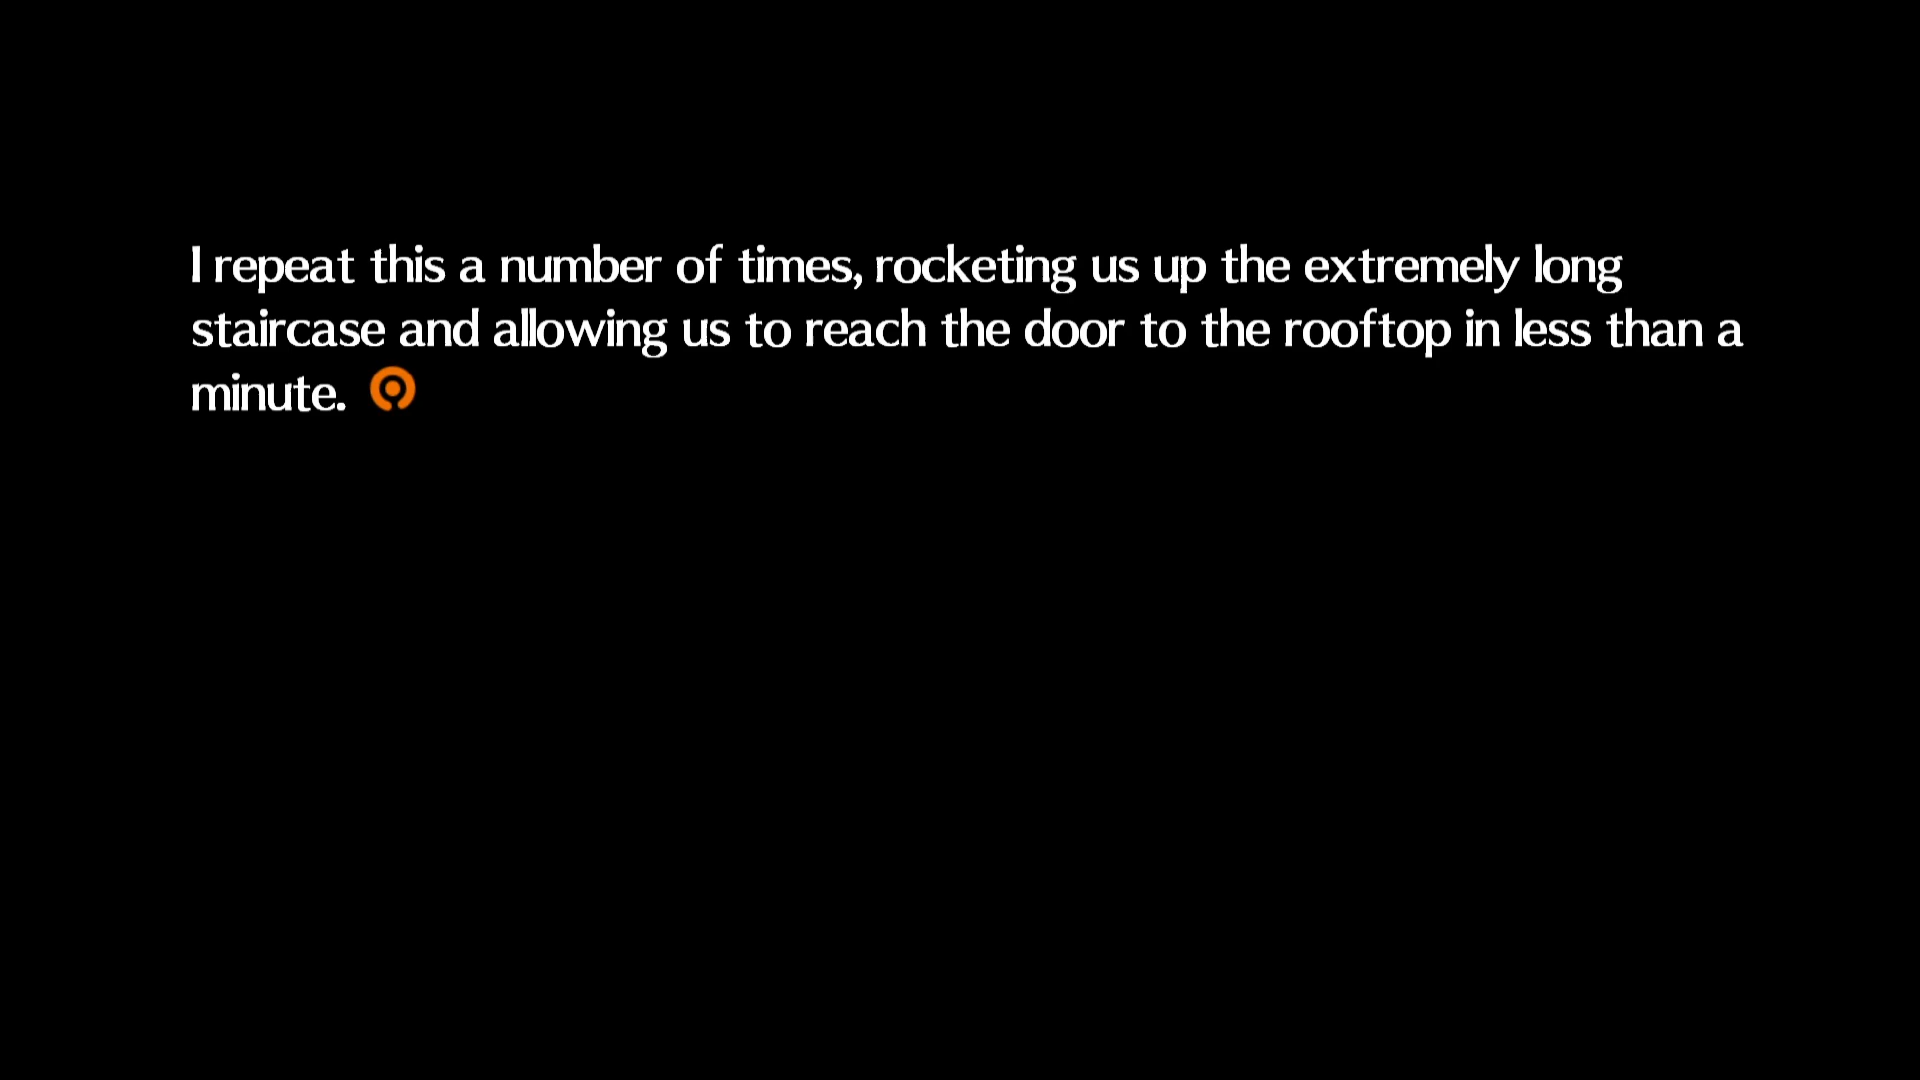 I repeat this a number of times, rocketing us up the extremely long
staircase and allowing us to reach the door to the rooftop in less than a
minute.